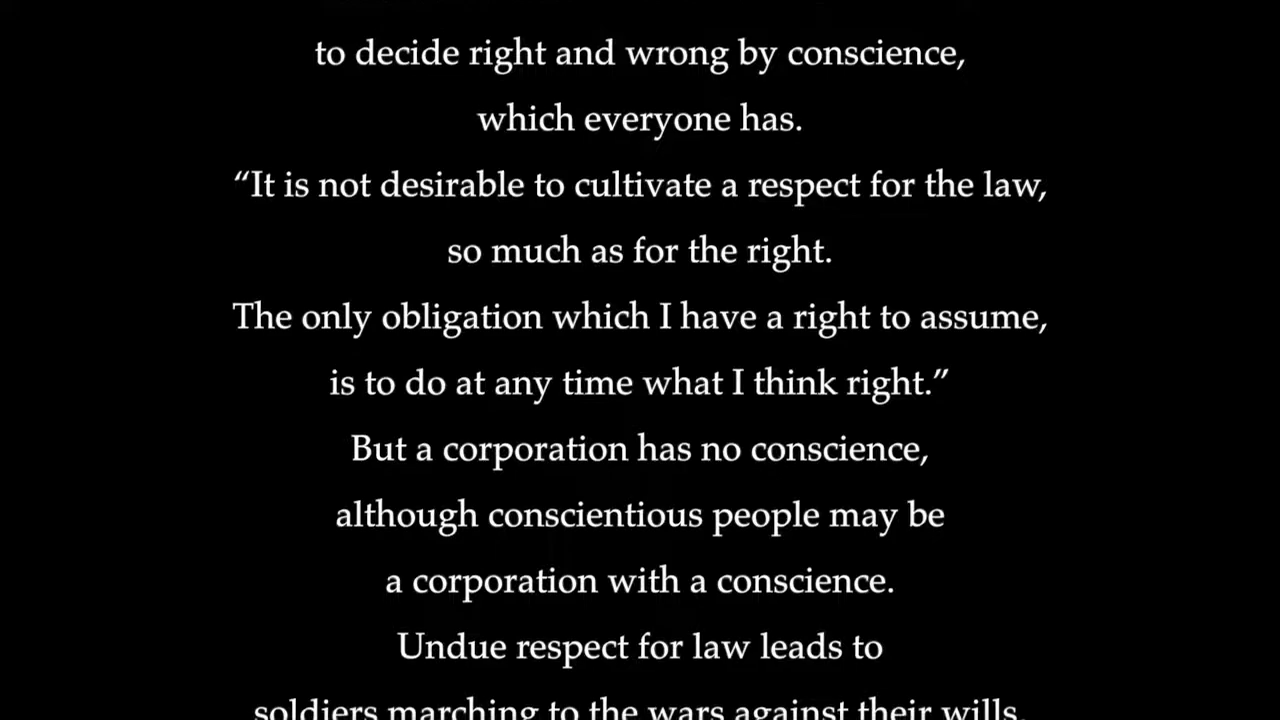 to decide right and wrong by conscience,
which everyone has.
“It is not desirable to cultivate a respect for the law,
so much as for the right.
The only obligation which I have a right to assume,
is to do at any time what I think right.”
But a corporation has no conscience,
although conscientious people may be
a corporation with a conscience.
Undue respect for law leads to
soldiers marching to the wars against their wills,